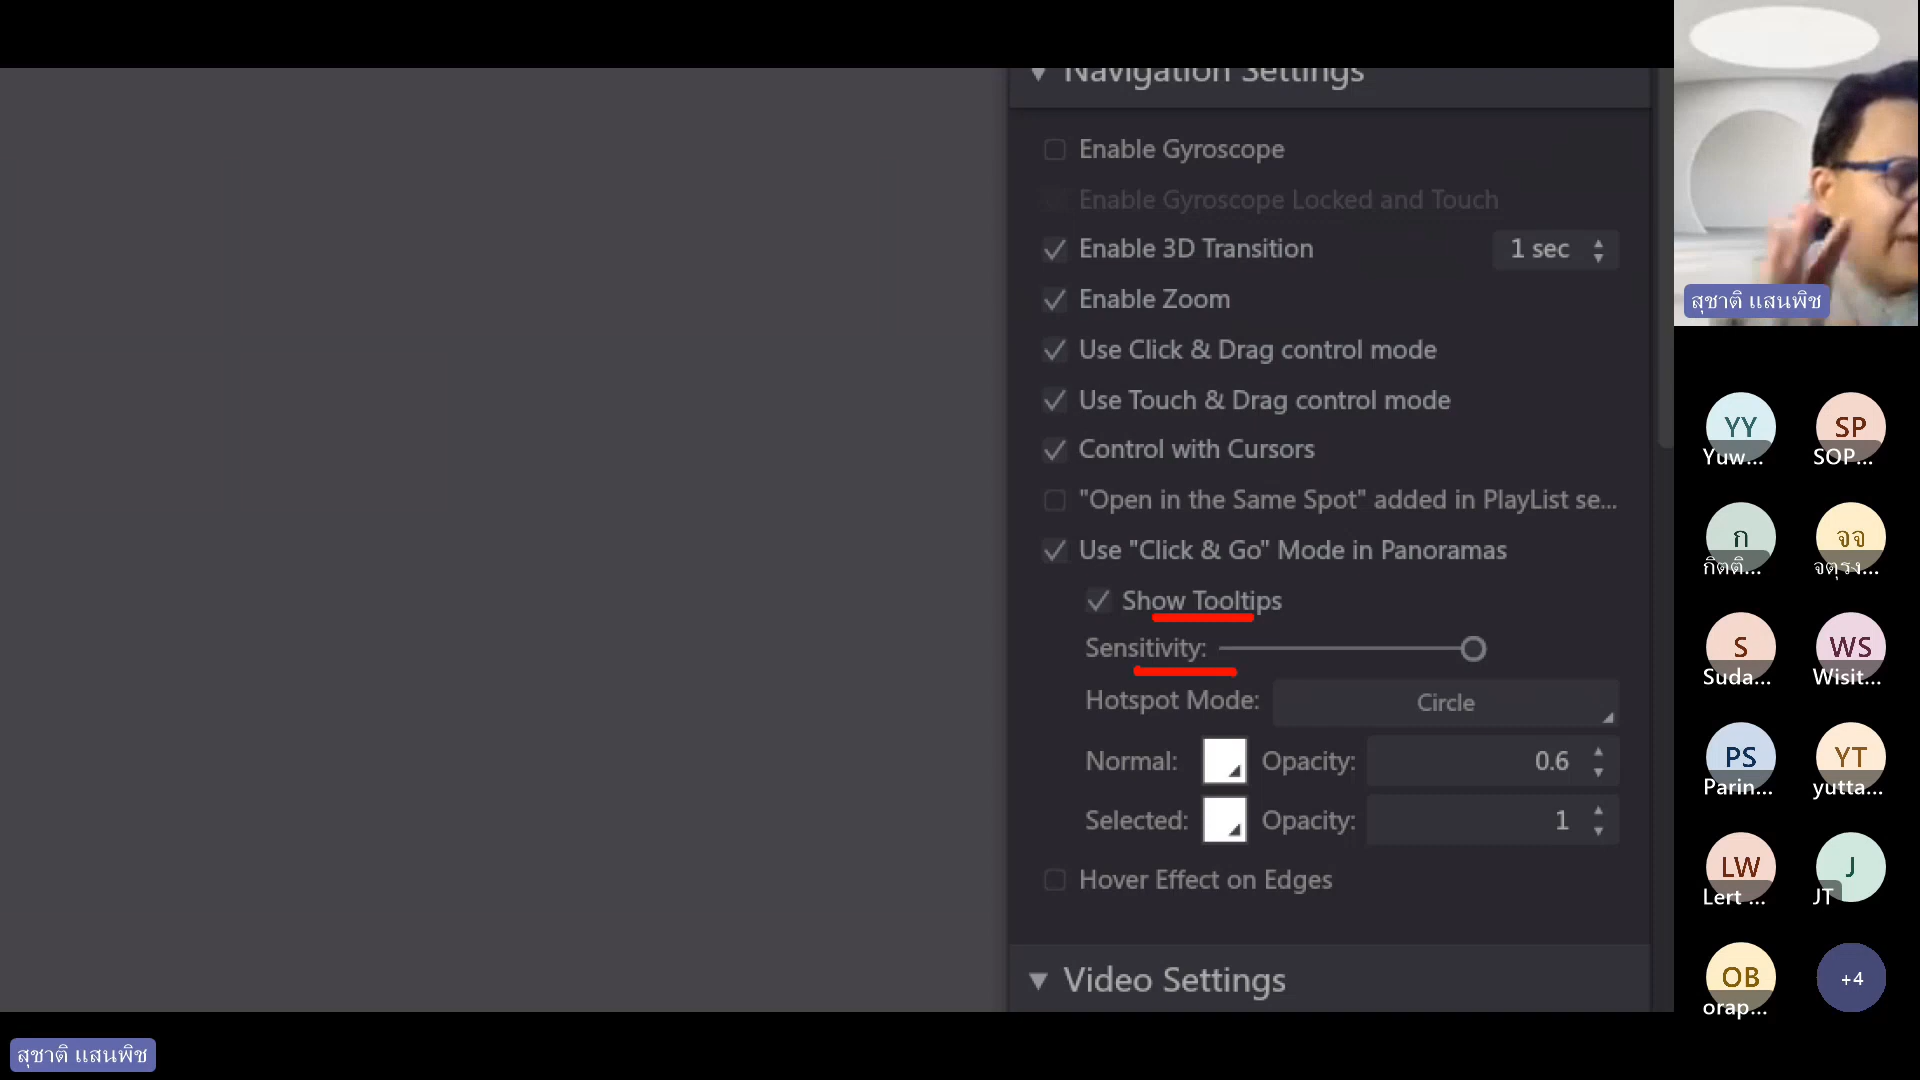 Navigation Settings
Enable Gyroscope
Enable Gyroscope Locked and Touch
Enable 3D Transition 1 sec
Enable Zoom
Use Click & Drag control mode
Use Touch & Drag control mode
Control with Cursors
"Open in the Same Spot" added in PlayList se...
Use "Click & Go" Mode in Panoramas
Show Tooltips
Sensitivity:
Hotspot Mode: Circle
Normal: Opacity: 0.6
Selected: Opacity: 1
Hover Effect on Edges
Video Settings
สุชาติ แสนพิช
YY SP
Yuw... SOP...
ก จจ
กิตติ... จตุรง...
S WS
Suda... Wisit...
PS YT
Parin... yutta...
LW J
Lert ... JT
OB +4
orap...
สุชาติ แสนพิช